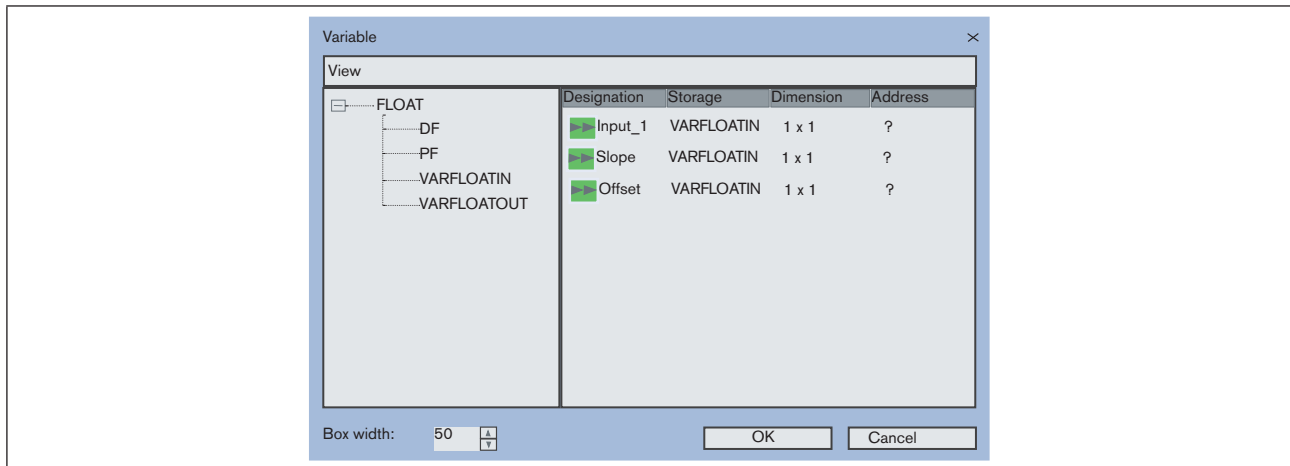 Variable
View
FLOAT
DF
PF
VARFLOATIN
VARFLOATOUT
Designation Storage Dimension Address
Input_1 VARFLOATIN 1 x 1 ?
Slope VARFLOATIN 1 x 1 ?
Offset VARFLOATIN 1 x 1 ?
Box width: 50 OK Cancel